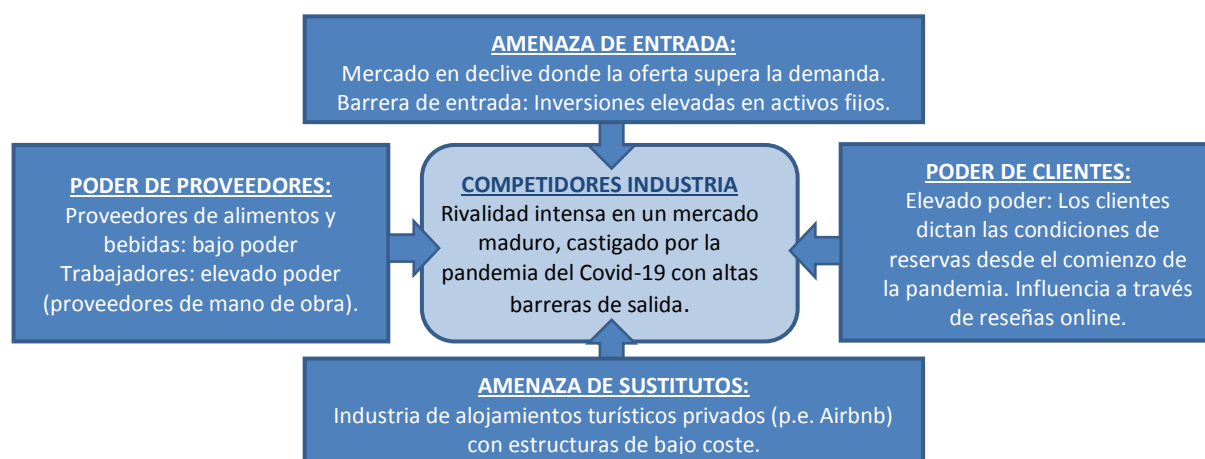 AMENAZA DE ENTRADA:
Mercado en declive donde la oferta supera la demanda.
Barrera de entrada: Inversiones elevadas en activos fijos.
PODER DE PROVEEDORES:
Proveedores de alimentos y
bebidas: bajo poder
Trabajadores: elevado poder
(proveedores de mano de obra).
COMPETIDORES INDUSTRIA
Rivalidad intensa en un mercado
maduro, castigado por la
pandemia del Covid-19 con altas
barreras de salida.
PODER DE CLIENTES:
Elevado poder: Los clientes
dictan las condiciones de
reservas desde el comienzo de
la pandemia. Influencia a través
de reseñas online.
AMENAZA DE SUSTITUTOS:
Industria de alojamientos turísticos privados (p.e. Airbnb)
con estructuras de bajo coste.